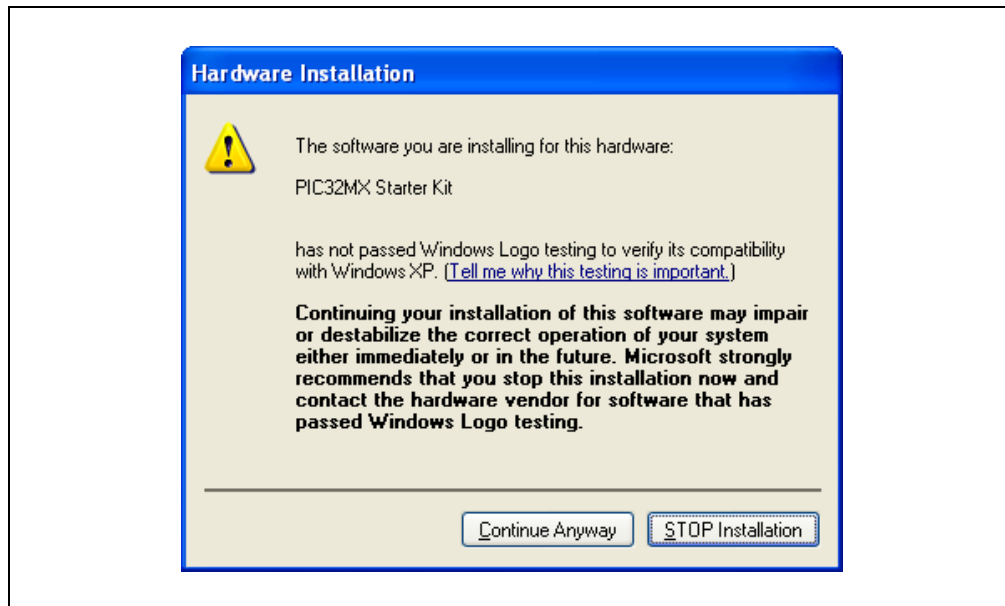 Hardware Installation
The software you are installing for this hardware:
PIC32MX Starter Kit
has not passed Windows Logo testing to verify its compatibility
with Windows XP. (Tell me why this testing is important.)
Continuing your installation of this software may impair
or destabilize the correct operation of your system
either immediately or in the future. Microsoft strongly
recommends that you stop this installation now and
contact the hardware vendor for software that has
passed Windows Logo testing.
Continue Anyway STOP Installation